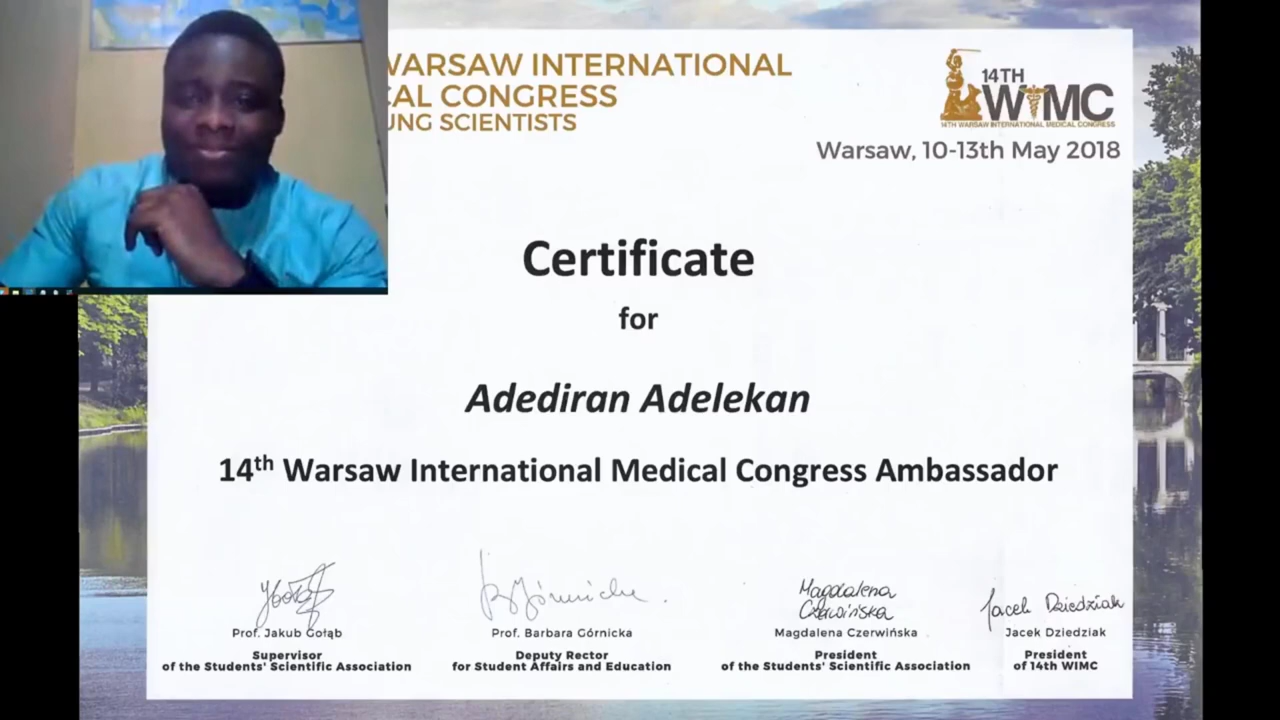 WARSAW INTERNATIONAL
CAL CONGRESS
UNG SCIENTISTS
14TH
WIMC
14TH WARSAW INTERNATIONAL MEDICAL CONGRESS
Warsaw, 10-13th May 2018
Certificate
for
Adediran Adelekan
14th Warsaw International Medical Congress Ambassador
Magdalena
Czerwińska
Jacek Dziedziak
Prof. Jakub Gołąb
Prof. Barbara Górnicka
Magdalena Czerwińska
Jacek Dziedziak
Supervisor
of the Students' Scientific Association
Deputy Rector
for Student Affairs and Education
President
of the Students' Scientific Association
President
of 14th WIMC